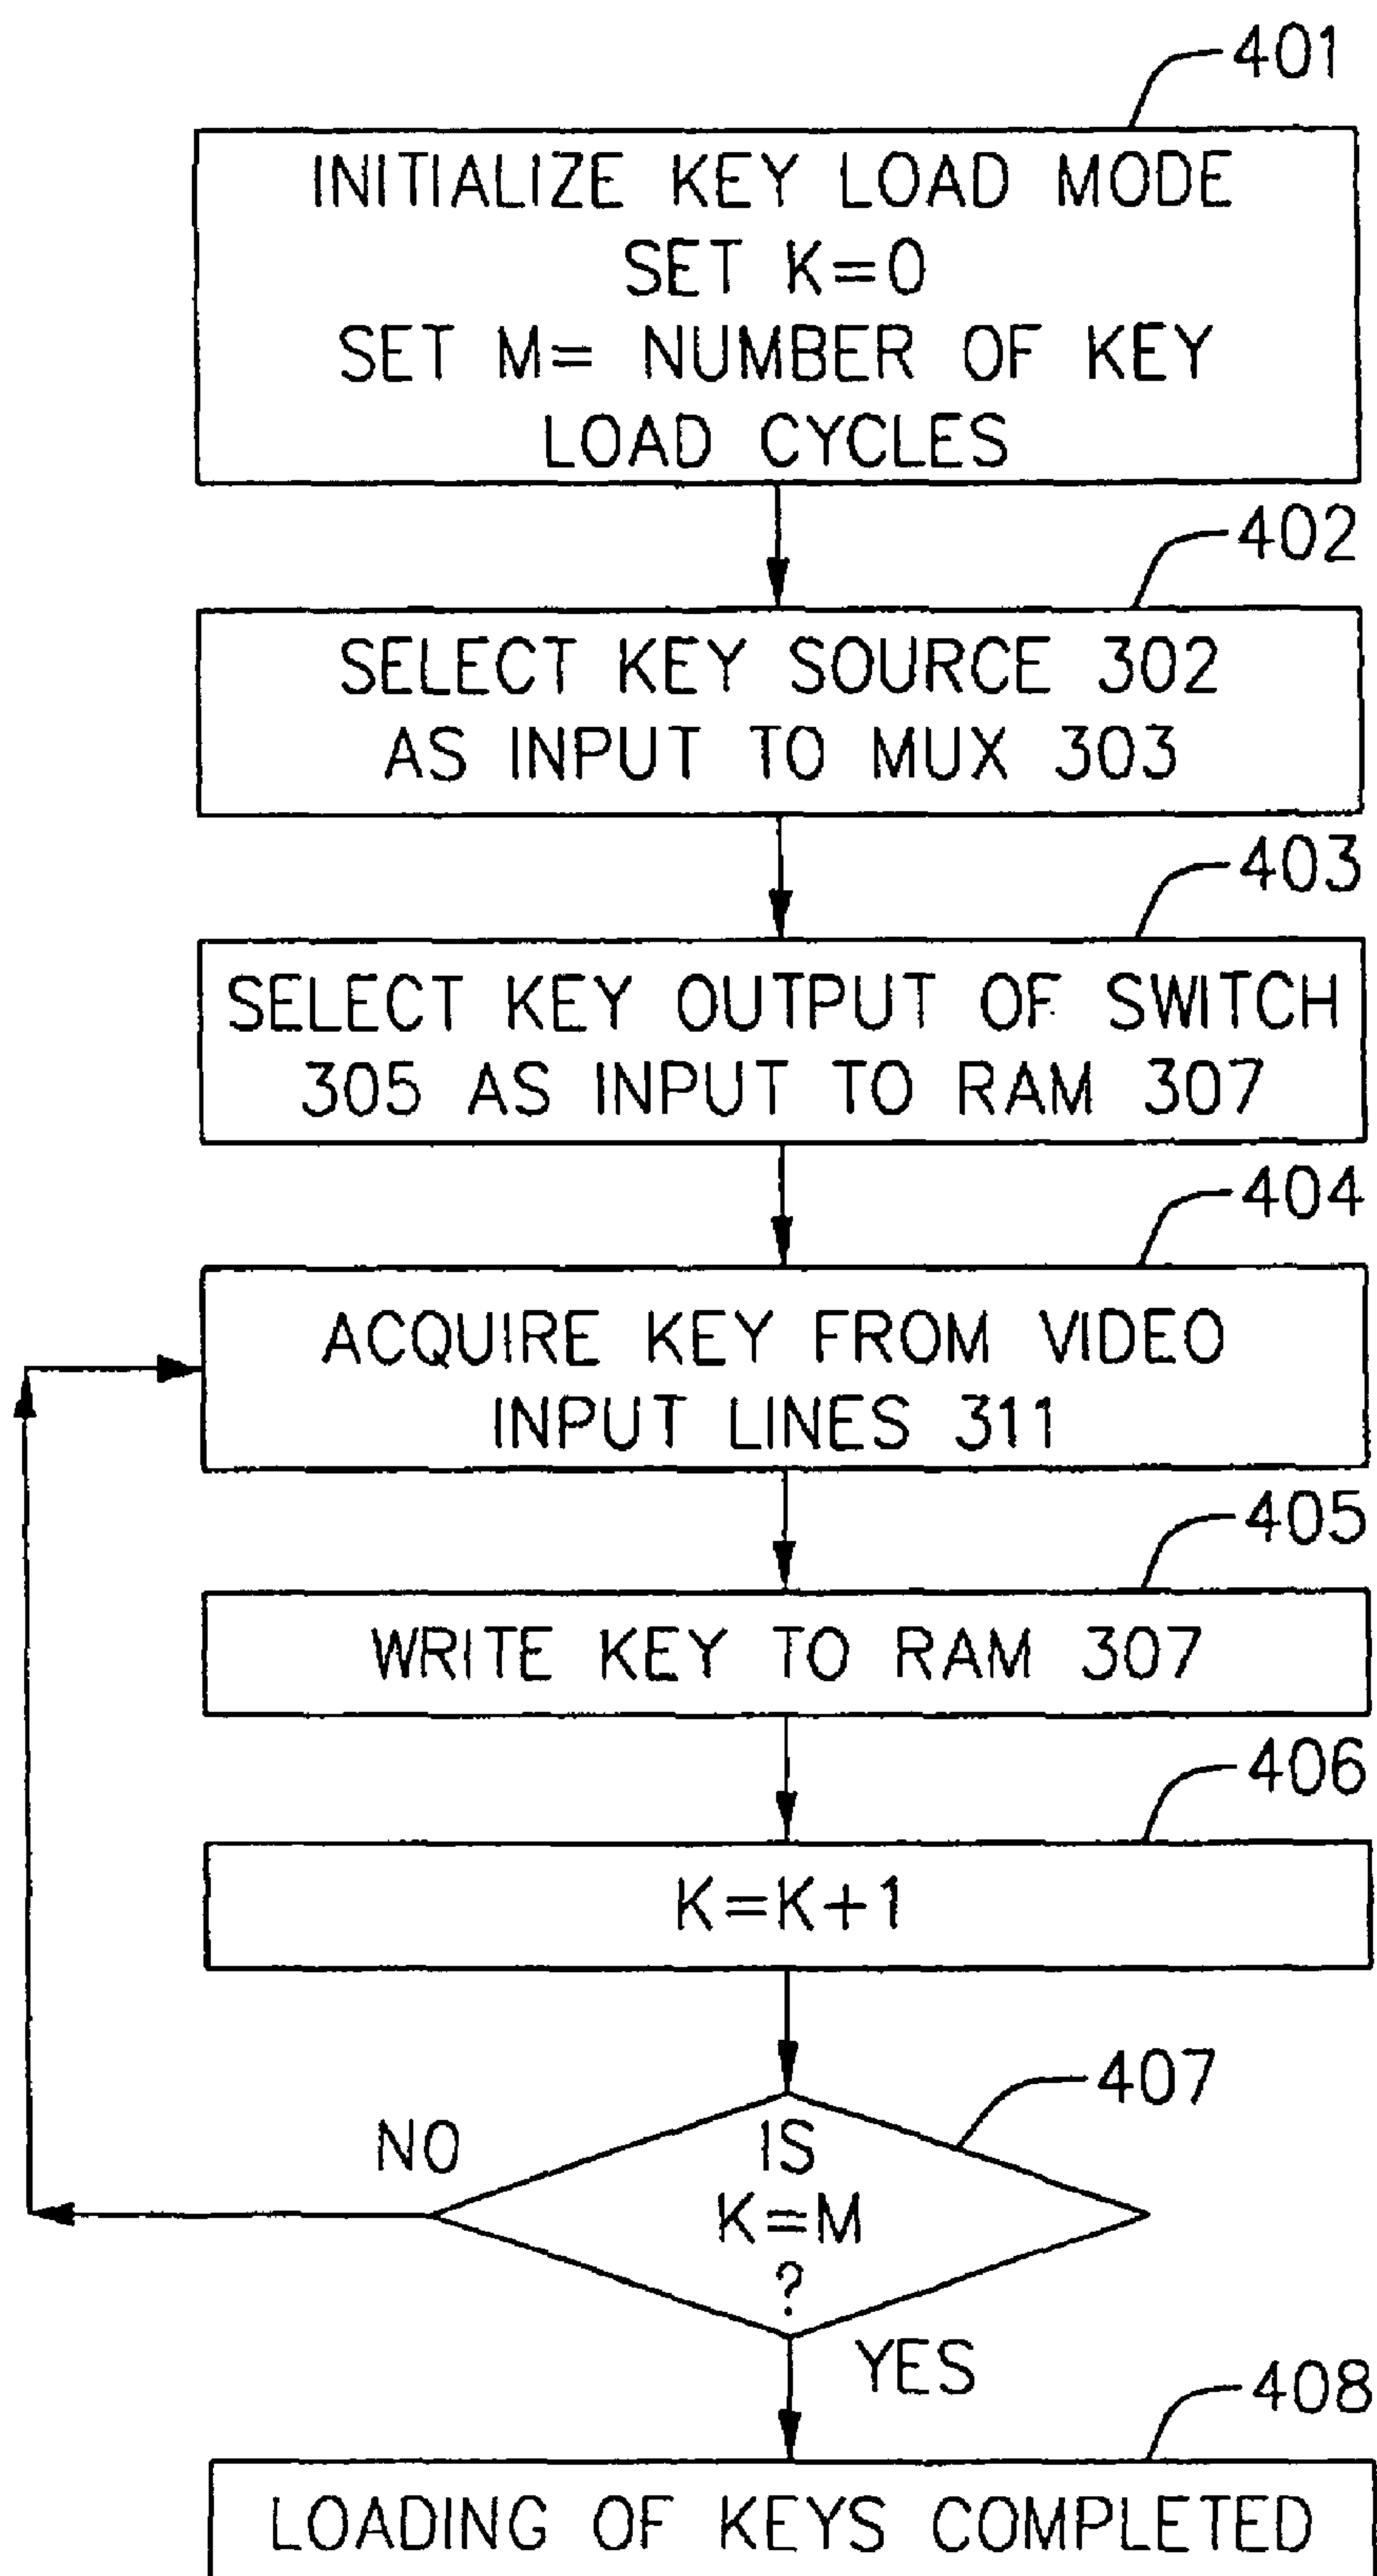 401
INITIALIZE KEY LOAD MODE
SET K=0
SET M= NUMBER OF KEY
LOAD CYCLES
402
SELECT KEY SOURCE 302
AS INPUT TO MUX 303
403
SELECT KEY OUTPUT OF SWITCH
305 AS INPUT TO RAM 307
404
ACQUIRE KEY FROM VIDEO
INPUT LINES 311
405
WRITE KEY TO RAM 307
406
K=K+1
407
NO
IS
K=M
?
YES
408
LOADING OF KEYS COMPLETED